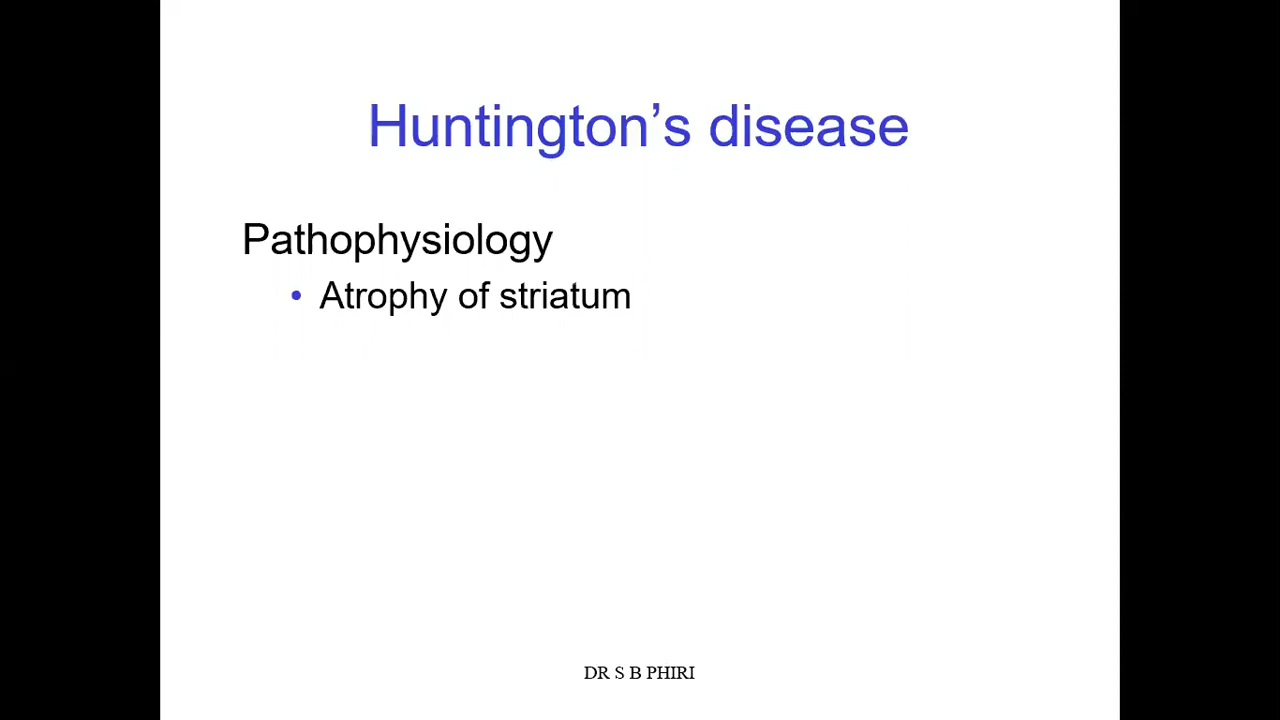 Huntington’s disease
Pathophysiology
• Atrophy of striatum
DR S B PHIRI